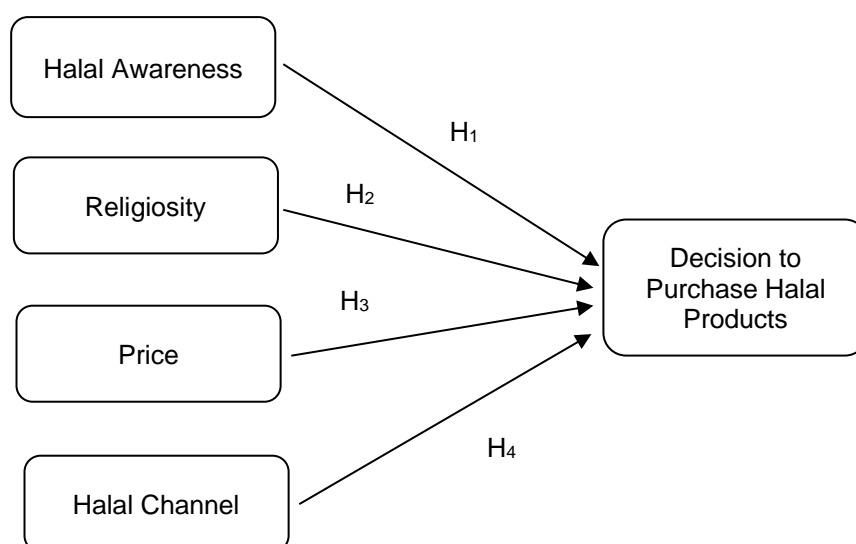 Halal Awareness
H₁
Religiosity
H₂
Decision to
Purchase Halal
Products
H₃
Price
H₄
Halal Channel